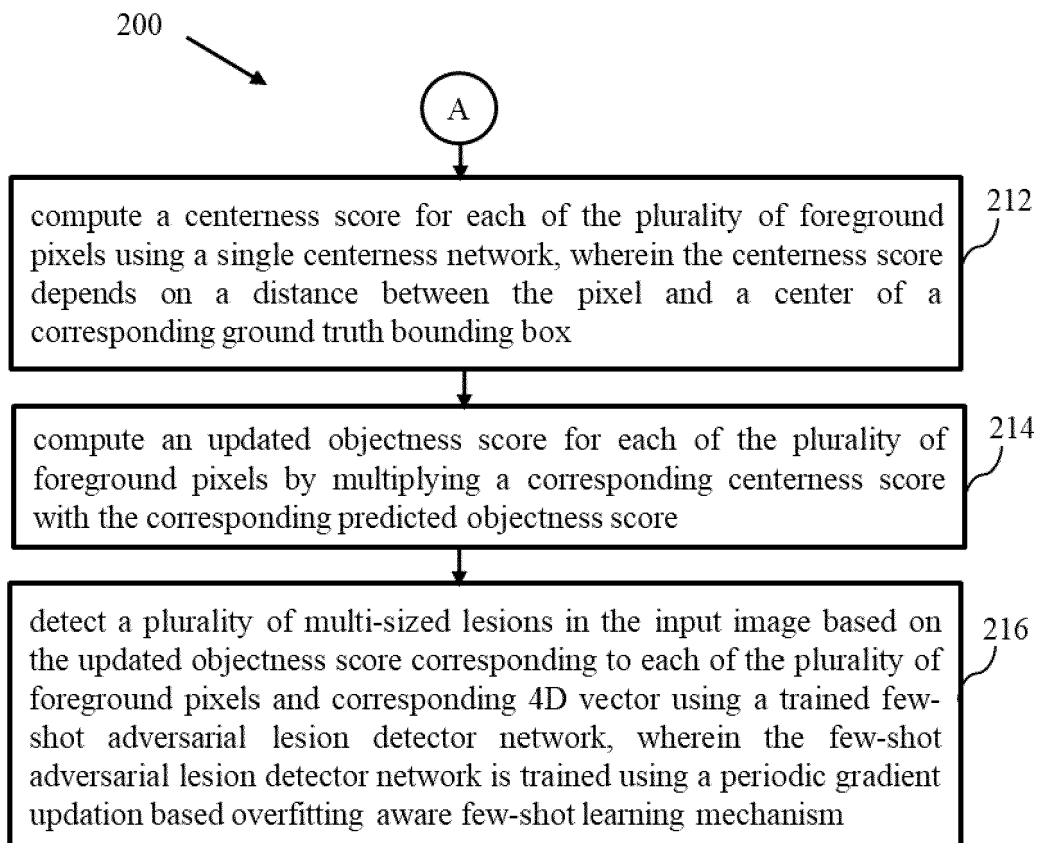 200
A
compute a centerness score for each of the plurality of foreground
pixels using a single centerness network, wherein the centerness score
depends on a distance between the pixel and a center of a
corresponding ground truth bounding box
212
compute an updated objectness score for each of the plurality of
foreground pixels by multiplying a corresponding centerness score
with the corresponding predicted objectness score
214
detect a plurality of multi-sized lesions in the input image based on
the updated objectness score corresponding to each of the plurality of
foreground pixels and corresponding 4D vector using a trained few-
shot adversarial lesion detector network, wherein the few-shot
adversarial lesion detector network is trained using a periodic gradient
updation based overfitting aware few-shot learning mechanism
216